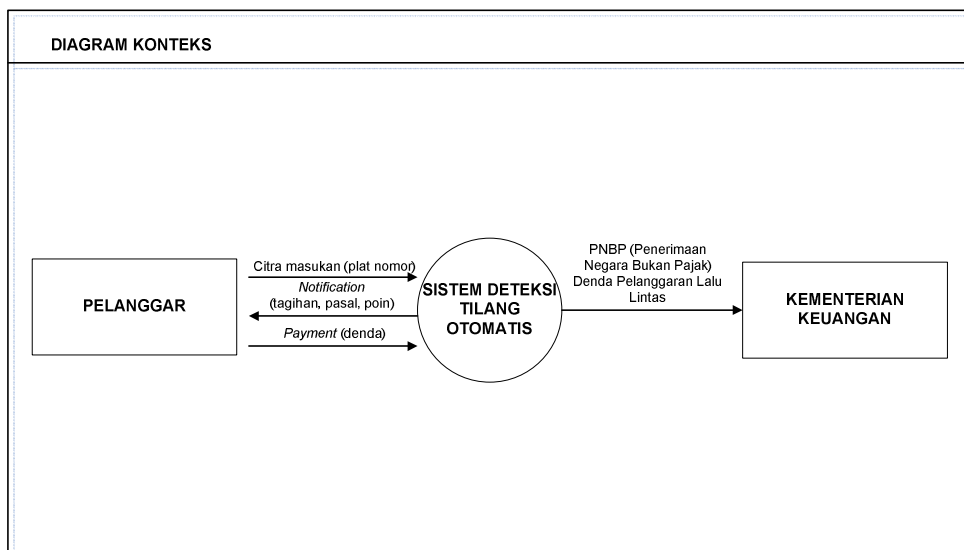 DIAGRAM KONTEKS
PELANGGAR
Citra masukan (plat nomor)
Notification
(tagihan, pasal, poin)
Payment (denda)
SISTEM DETEKSI
TILANG
OTOMATIS
PNBP (Penerimaan
Negara Bukan Pajak)
Denda Pelanggaran Lalu
Lintas
KEMENTERIAN
KEUANGAN